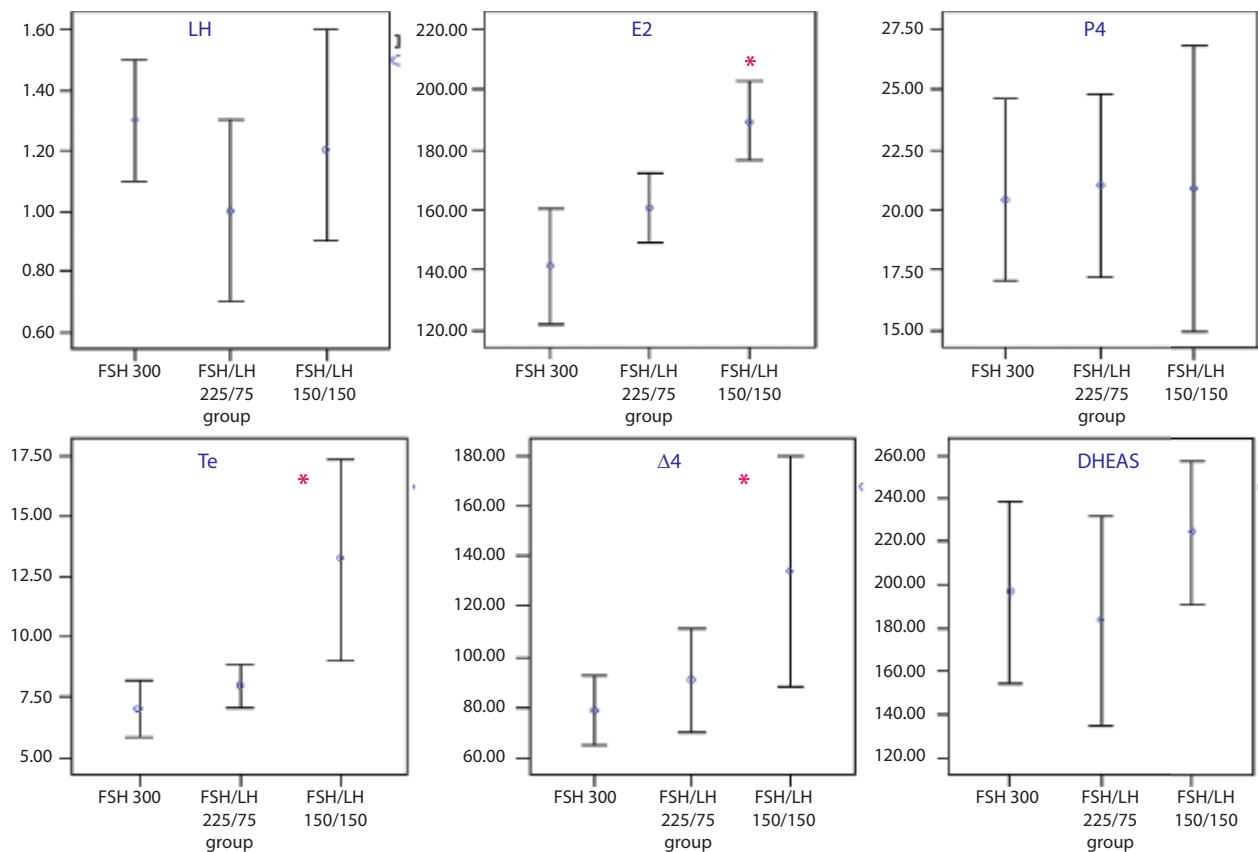 LH
1.60
1.40
1.20
1.00
0.80
0.60
FSH 300
FSH/LH
225/75
group
FSH/LH
150/150
E2
*
220.00
200.00
180.00
160.00
140.00
120.00
FSH 300
FSH/LH
225/75
group
FSH/LH
150/150
P4
27.50
25.00
22.50
20.00
17.50
15.00
FSH 300
FSH/LH
225/75
group
FSH/LH
150/150
Te
*
17.50
15.00
12.50
10.00
7.50
5.00
FSH 300
FSH/LH
225/75
group
FSH/LH
150/150
Δ4
*
180.00
160.00
140.00
120.00
100.00
80.00
60.00
FSH 300
FSH/LH
225/75
group
FSH/LH
150/150
DHEAS
260.00
240.00
220.00
200.00
180.00
160.00
140.00
120.00
FSH 300
FSH/LH
225/75
group
FSH/LH
150/150